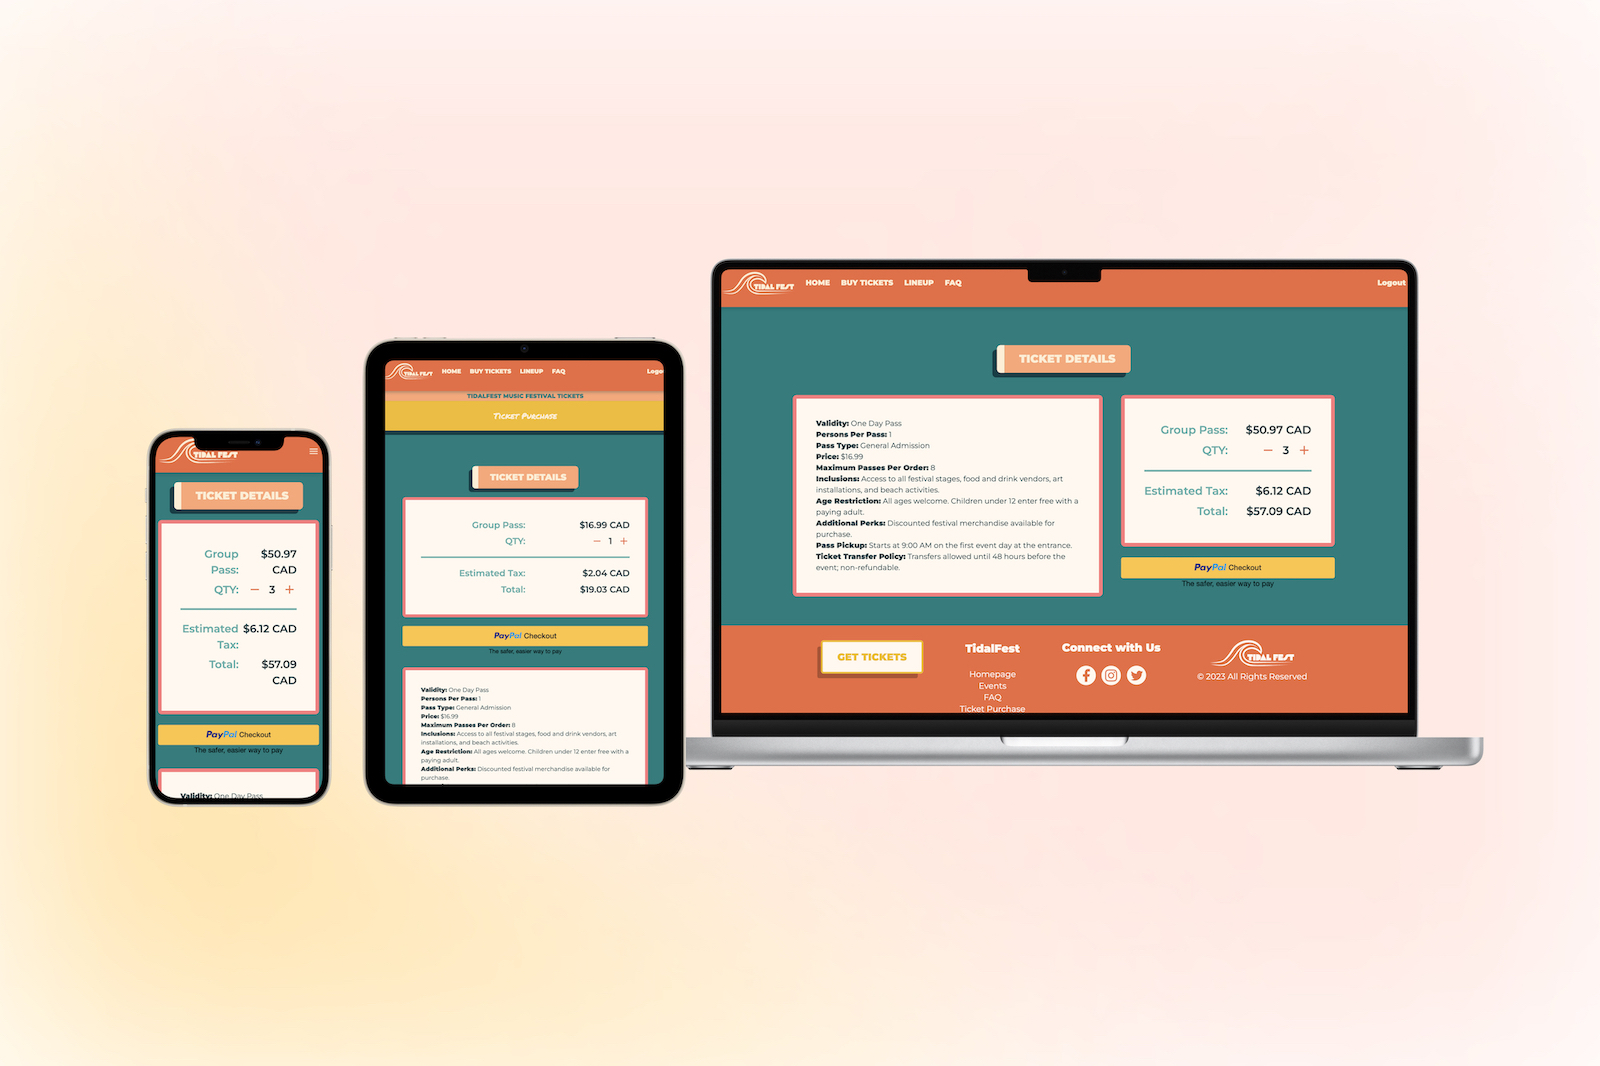 TIDAL FEST
TICKET DETAILS
Group $50.97
Pass: CAD
QTY: − 3 +
Estimated $6.12 CAD
Tax:
Total: $57.09
CAD
PayPal Checkout
The safer, easier way to pay
Validity: One Day Pass
TIDAL FEST HOME BUY TICKETS LINEUP FAQ Logo
TIDALFEST MUSIC FESTIVAL TICKETS
Ticket Purchase
TICKET DETAILS
Group Pass: $16.99 CAD
QTY: − 1 +
Estimated Tax: $2.04 CAD
Total: $19.03 CAD
PayPal Checkout
The safer, easier way to pay
Validity: One Day Pass
Persons Per Pass: 1
Pass Type: General Admission
Price: $16.99
Maximum Passes Per Order: 8
Inclusions: Access to all festival stages, food and drink vendors, art
installations, and beach activities.
Age Restriction: All ages welcome. Children under 12 enter free with a
paying adult.
Additional Perks: Discounted festival merchandise available for
purchase.
TIDAL FEST HOME BUY TICKETS LINEUP FAQ Logout
TICKET DETAILS
Validity: One Day Pass
Persons Per Pass: 1
Pass Type: General Admission
Price: $16.99
Maximum Passes Per Order: 8
Inclusions: Access to all festival stages, food and drink vendors, art
installations, and beach activities.
Age Restriction: All ages welcome. Children under 12 enter free with a
paying adult.
Additional Perks: Discounted festival merchandise available for
purchase.
Pass Pickup: Starts at 9:00 AM on the first event day at the entrance.
Ticket Transfer Policy: Transfers allowed until 48 hours before the
event; non-refundable.
Group Pass: $50.97 CAD
QTY: − 3 +
Estimated Tax: $6.12 CAD
Total: $57.09 CAD
PayPal Checkout
The safer, easier way to pay
GET TICKETS
TidalFest
Homepage
Events
FAQ
Ticket Purchase
Connect with Us
TIDAL FEST
© 2023 All Rights Reserved